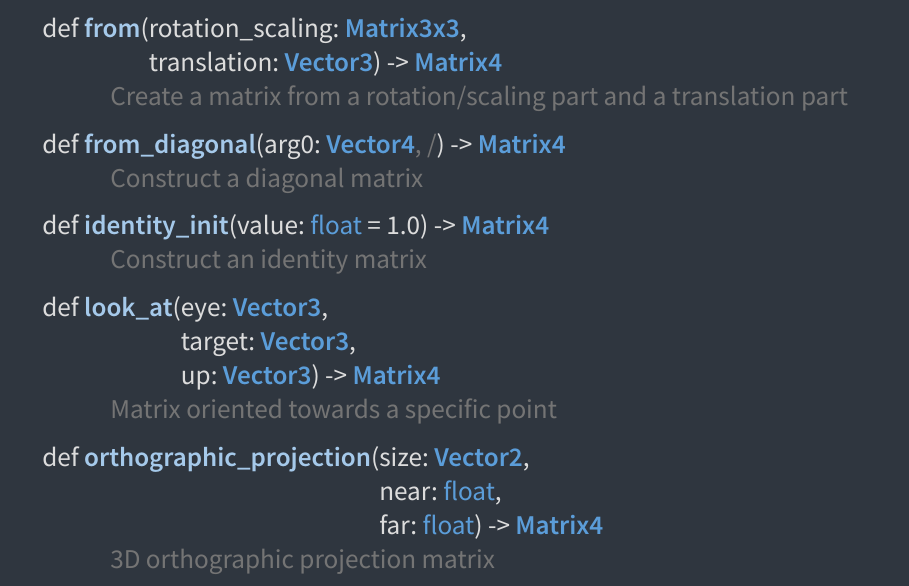 def from(rotation_scaling: Matrix3x3,
translation: Vector3) -> Matrix4
Create a matrix from a rotation/scaling part and a translation part
def from_diagonal(arg0: Vector4, /) -> Matrix4
Construct a diagonal matrix
def identity_init(value: float = 1.0) -> Matrix4
Construct an identity matrix
def look_at(eye: Vector3,
target: Vector3,
up: Vector3) -> Matrix4
Matrix oriented towards a specific point
def orthographic_projection(size: Vector2,
near: float,
far: float) -> Matrix4
3D orthographic projection matrix